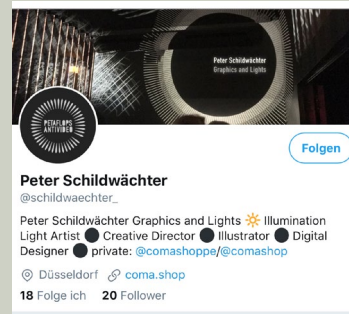 Peter Schildwächter
Graphics and Lights
PETAFLOPS
ANTIVIDEO
Folgen
Peter Schildwächter
@schildwaechter_
Peter Schildwächter Graphics and Lights 🔆 Illumination
Light Artist ⚫ Creative Director ⚫ Illustrator ⚫ Digital
Designer ⚫ private: @comashoppe/@comashop
Düsseldorf coma.shop
18 Folge ich 20 Follower